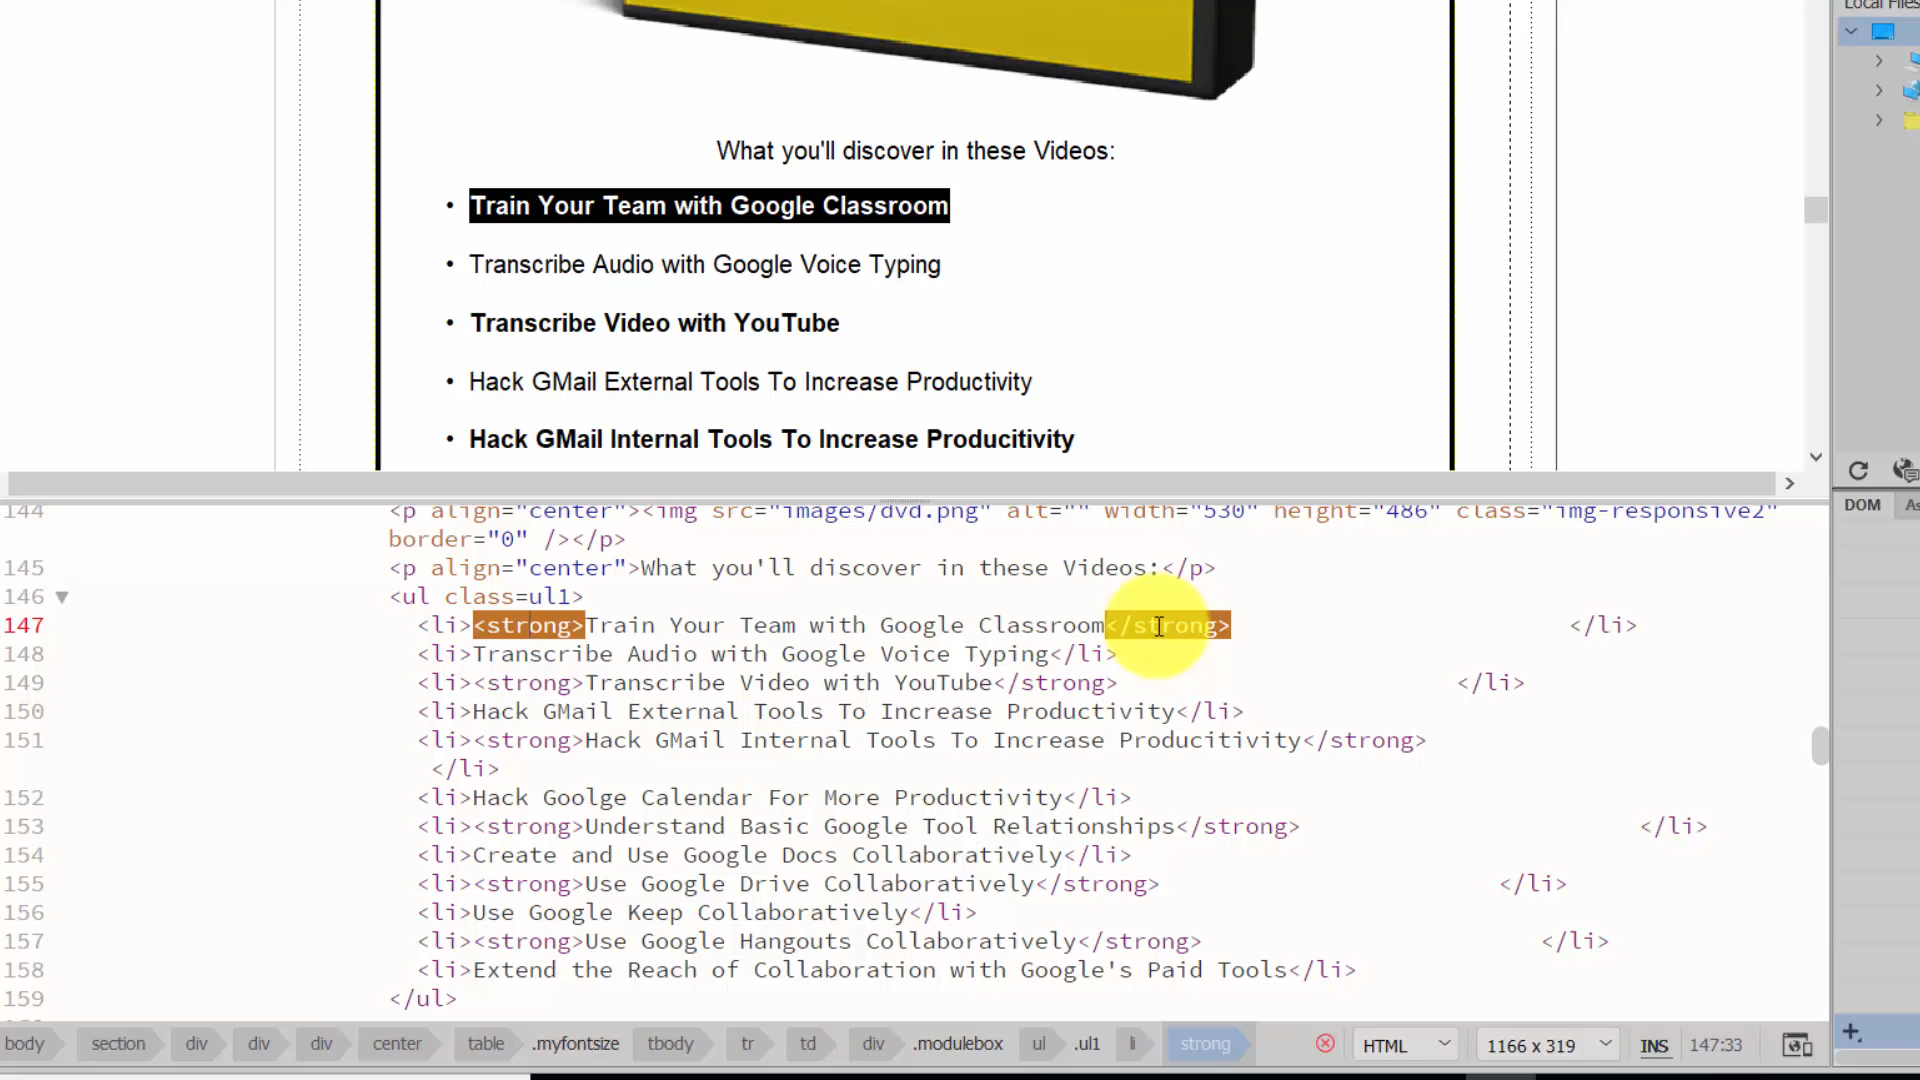 Local Files
What you'll discover in these Videos:
• Train Your Team with Google Classroom
• Transcribe Audio with Google Voice Typing
• Transcribe Video with YouTube
• Hack GMail External Tools To Increase Productivity
• Hack GMail Internal Tools To Increase Producitivity
DOM As
144 <p align="center"><img src="images/dvd.png" alt="" width="530" height="486" class="img-responsive2"
border="0" /></p>
145 <p align="center">What you'll discover in these Videos:</p>
146 <ul class=ul1>
147 <li><strong>Train Your Team with Google Classroom</strong> </li>
148 <li>Transcribe Audio with Google Voice Typing</li>
149 <li><strong>Transcribe Video with YouTube</strong> </li>
150 <li>Hack GMail External Tools To Increase Productivity</li>
151 <li><strong>Hack GMail Internal Tools To Increase Producitivity</strong>
</li>
152 <li>Hack Goolge Calendar For More Productivity</li>
153 <li><strong>Understand Basic Google Tool Relationships</strong> </li>
154 <li>Create and Use Google Docs Collaboratively</li>
155 <li><strong>Use Google Drive Collaboratively</strong> </li>
156 <li>Use Google Keep Collaboratively</li>
157 <li><strong>Use Google Hangouts Collaboratively</strong> </li>
158 <li>Extend the Reach of Collaboration with Google's Paid Tools</li>
159 </ul>
body section div div div center table .myfontsize tbody tr td div .modulebox ul .ul1 li strong HTML 1166 x 319 INS 147:33